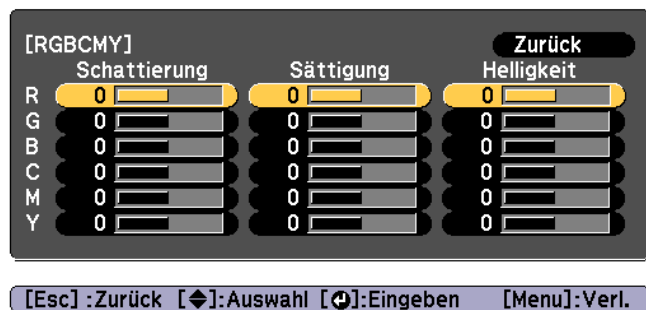 [RGBCMY] Zurück
Schattierung Sättigung Helligkeit
R 0 0 0
G 0 0 0
B 0 0 0
C 0 0 0
M 0 0 0
Y 0 0 0
[Esc] :Zurück [◆]:Auswahl [↵]:Eingeben [Menu]:Verl.